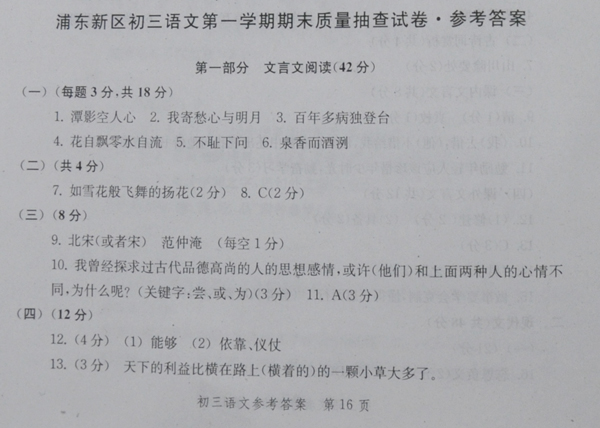 浦东新区初三语文第一学期期末质量抽查试卷·参考答案
第一部分 文言文阅读(42分)
(一)(每题3分,共18分)
1. 潭影空人心 2. 我寄愁心与明月 3. 百年多病独登台
4. 花自飘零水自流 5. 不耻下问 6. 泉香而酒洌
(二)(共4分)
7. 如雪花般飞舞的扬花(2分) 8. C(2分)
(三)(8分)
9. 北宋(或者宋) 范仲淹 (每空1分)
10. 我曾经探求过古代品德高尚的人的思想感情,或许(他们)和上面两种人的心情不
同,为什么呢?(关键字:尝、或、为)(3分) 11. A(3分)
(四)(12分)
12. (4分) (1) 能够 (2) 依靠、仪仗
13. (3分) 天下的利益比横在路上(横着的)的一颗小草大多了。
初三语文参考答案 第16页